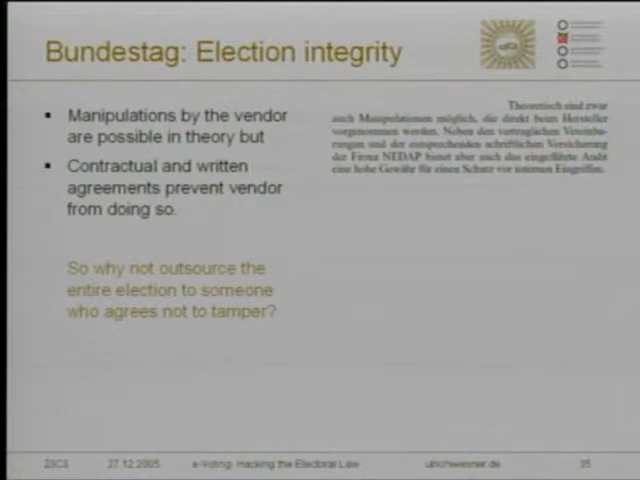 Bundestag: Election integrity
▪ Manipulations by the vendor
are possible in theory but
▪ Contractual and written
agreements prevent vendor
from doing so.
So why not outsource the
entire election to someone
who agrees not to tamper?
Theoretisch sind zwar
auch Manipulationen möglich, die direkt beim Hersteller
vorgenommen werden. Neben den vertraglichen Vereinba-
rungen und der entsprechenden schriftlichen Versicherung
der Firma NEDAP bietet aber auch das eingeführte Audit
eine hohe Gewähr für einen Schutz vor internen Eingriffen.
27.12.2005
e-Voting: Hacking the Electoral Law
ulrichwiesner.de
35